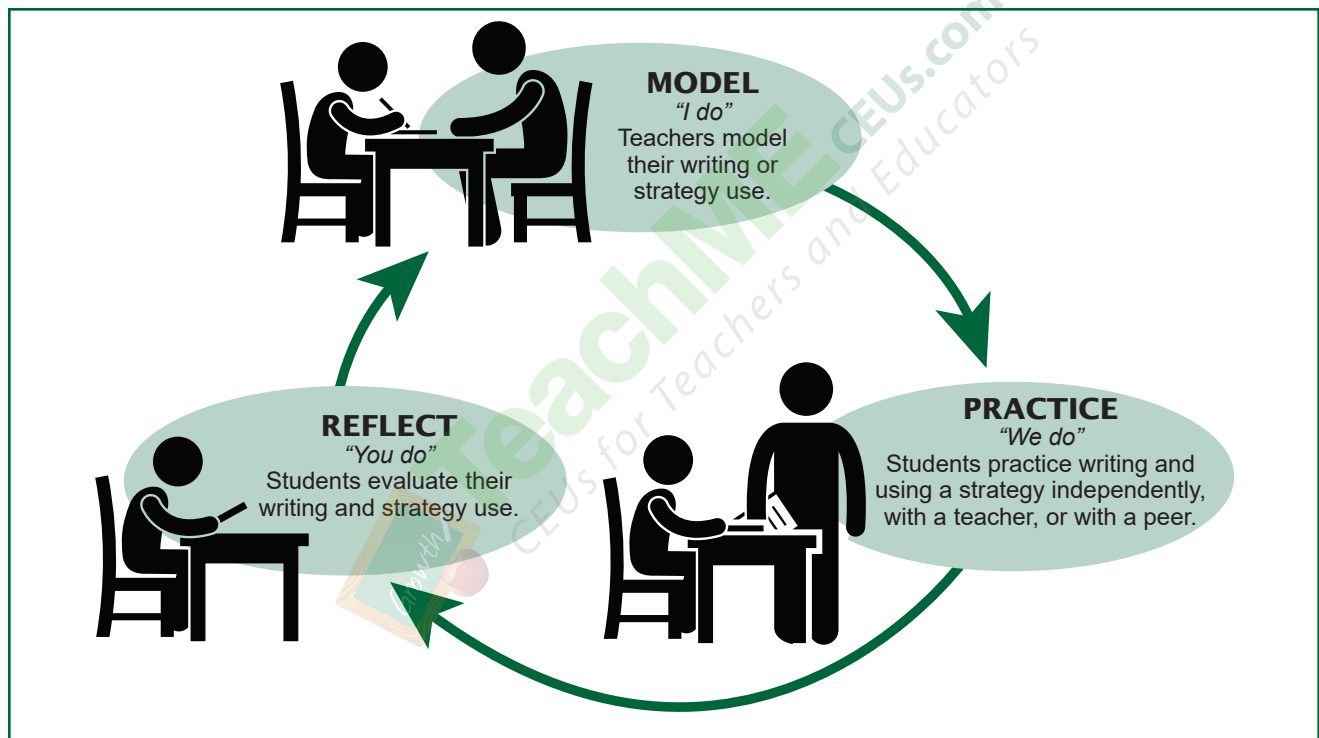 MODEL
“I do”
Teachers model
their writing or
strategy use.
PRACTICE
“We do”
Students practice writing and
using a strategy independently,
with a teacher, or with a peer.
REFLECT
“You do”
Students evaluate their
writing and strategy use.
TeachME CEUs.com
CEUs for Teachers and Educators
Growth